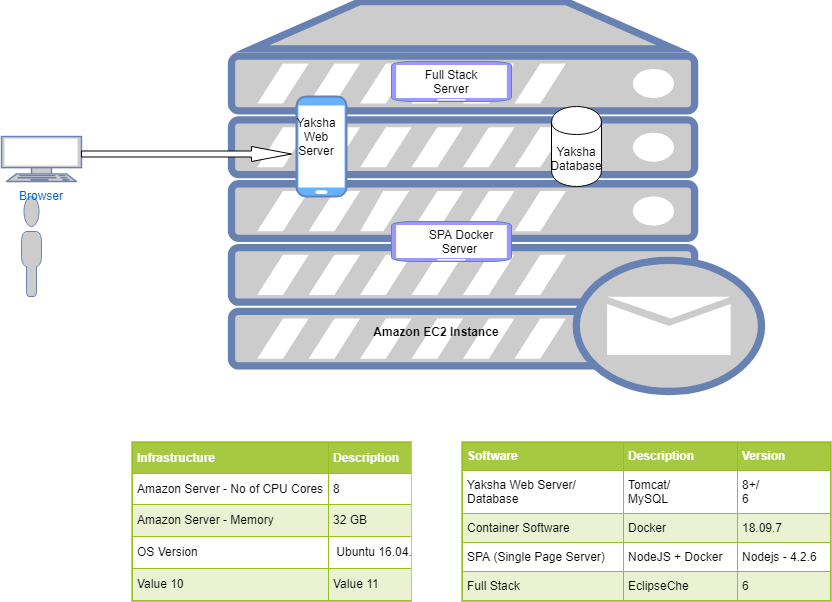 Full Stack
Server
Yaksha
Web
Server
Yaksha
Database
Browser
SPA Docker
Server
Amazon EC2 Instance
Infrastructure Description
Amazon Server - No of CPU Cores 8
Amazon Server - Memory 32 GB
OS Version Ubuntu 16.04.
Value 10 Value 11
Software Description Version
Yaksha Web Server/ Tomcat/ 8+/
Database MySQL 6
Container Software Docker 18.09.7
SPA (Single Page Server) NodeJS + Docker Nodejs - 4.2.6
Full Stack EclipseChe 6